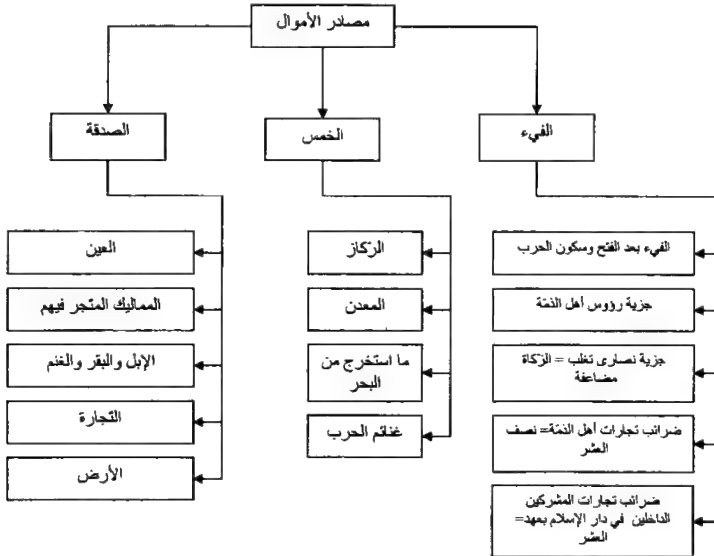 مصادر الأموال
الفيء
الخمس
الصدقة
الفيء بعد الفتح وسكون الحرب
جزية رؤوس أهل الذمّة
جزية نصارى تغلب = الزكاة
مضاعفة
ضرائب تجارات أهل الذمّة= نصف
العشر
ضرائب تجارات المشركين
الداخلين في دار الإسلام بعهد=
العشر
الركاز
المعدن
ما استخرج من
البحر
غنائم الحرب
العين
المماليك المتجر فيهم
الإبل والبقر والغنم
التجارة
الأرض